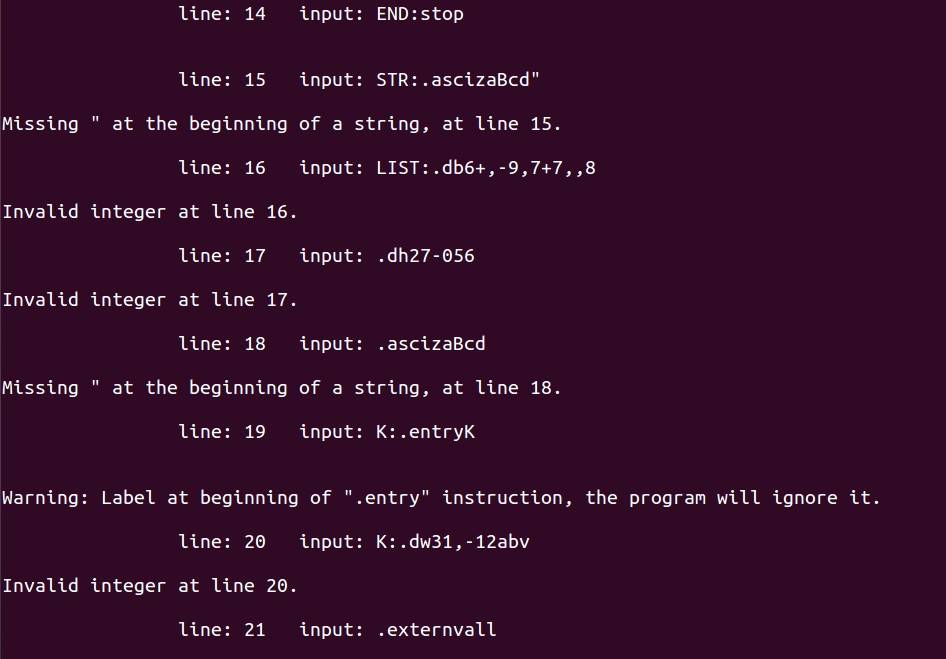 line: 14   input: END:stop
line: 15   input: STR:.ascizaBcd"
Missing " at the beginning of a string, at line 15.
line: 16   input: LIST:.db6+,-9,7+7,,8
Invalid integer at line 16.
line: 17   input: .dh27-056
Invalid integer at line 17.
line: 18   input: .ascizaBcd
Missing " at the beginning of a string, at line 18.
line: 19   input: K:.entryK
Warning: Label at beginning of ".entry" instruction, the program will ignore it.
line: 20   input: K:.dw31,-12abv
Invalid integer at line 20.
line: 21   input: .externvall